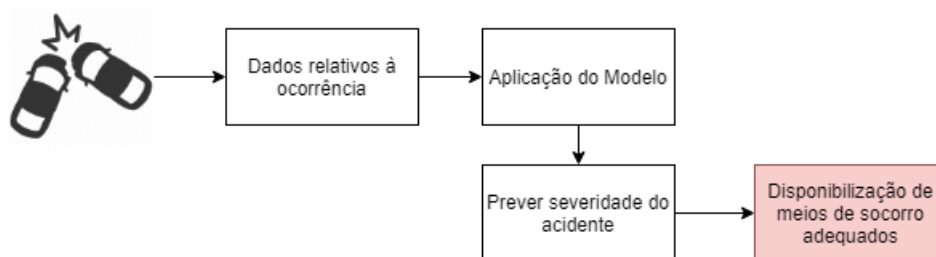 Dados relativos à
ocorrência
Aplicação do Modelo
Prever severidade do
acidente
Disponibilização de
meios de socorro
adequados